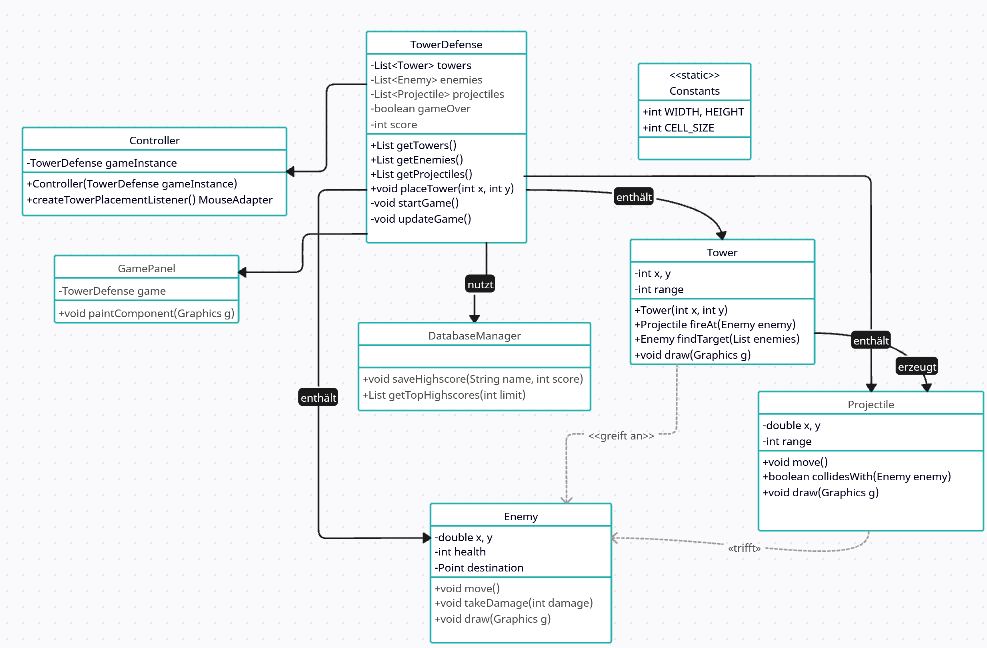 TowerDefense
-List<Tower> towers
-List<Enemy> enemies
-List<Projectile> projectiles
-boolean gameOver
-int score
+List getTowers()
+List getEnemies()
+List getProjectiles()
+void placeTower(int x, int y)
-void startGame()
-void updateGame()
<<static>>
Constants
+int WIDTH, HEIGHT
+int CELL_SIZE
Controller
-TowerDefense gameInstance
+Controller(TowerDefense gameInstance)
+createTowerPlacementListener() MouseAdapter
enthält
GamePanel
-TowerDefense game
+void paintComponent(Graphics g)
Tower
-int x, y
-int range
+Tower(int x, int y)
+Projectile fireAt(Enemy enemy)
+Enemy findTarget(List enemies)
+void draw(Graphics g)
nutzt
DatabaseManager
+void saveHighscore(String name, int score)
+List getTopHighscores(int limit)
enthält
erzeugt
enthält
Projectile
-double x, y
-int range
+void move()
+boolean collidesWith(Enemy enemy)
+void draw(Graphics g)
<<greift an>>
Enemy
-double x, y
-int health
-Point destination
+void move()
+void takeDamage(int damage)
+void draw(Graphics g)
«trifft»